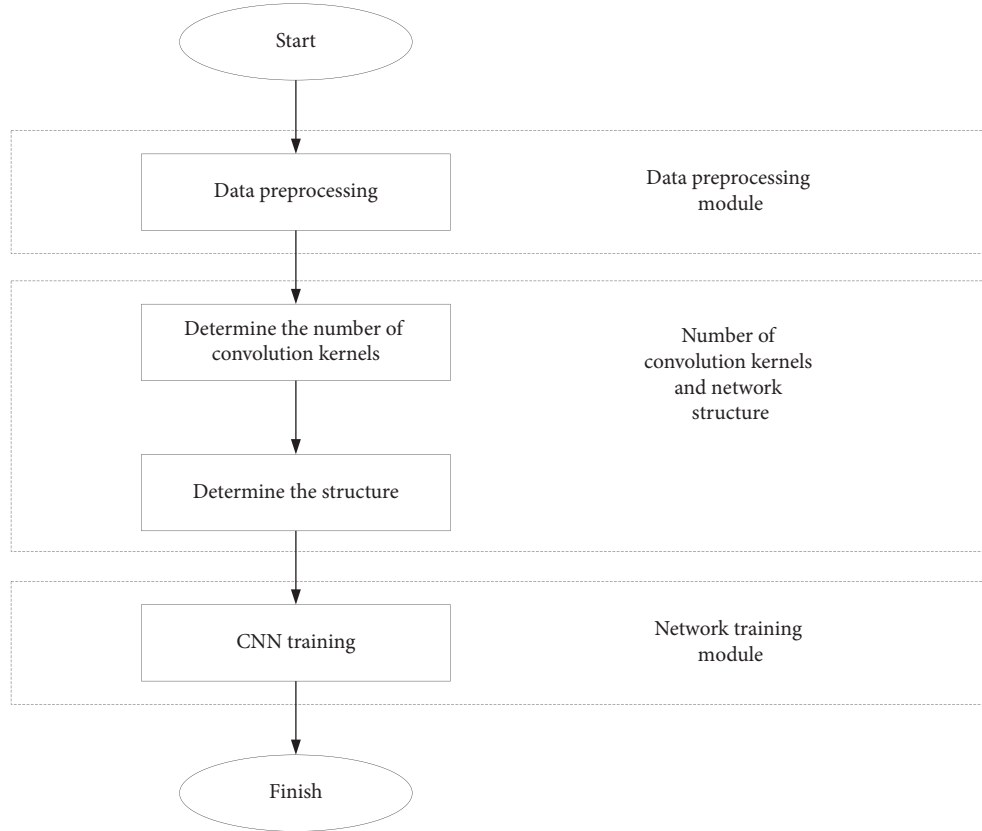 Start
Data preprocessing
Data preprocessing
module
Determine the number of
convolution kernels
Number of
convolution kernels
and network
structure
Determine the structure
CNN training
Network training
module
Finish